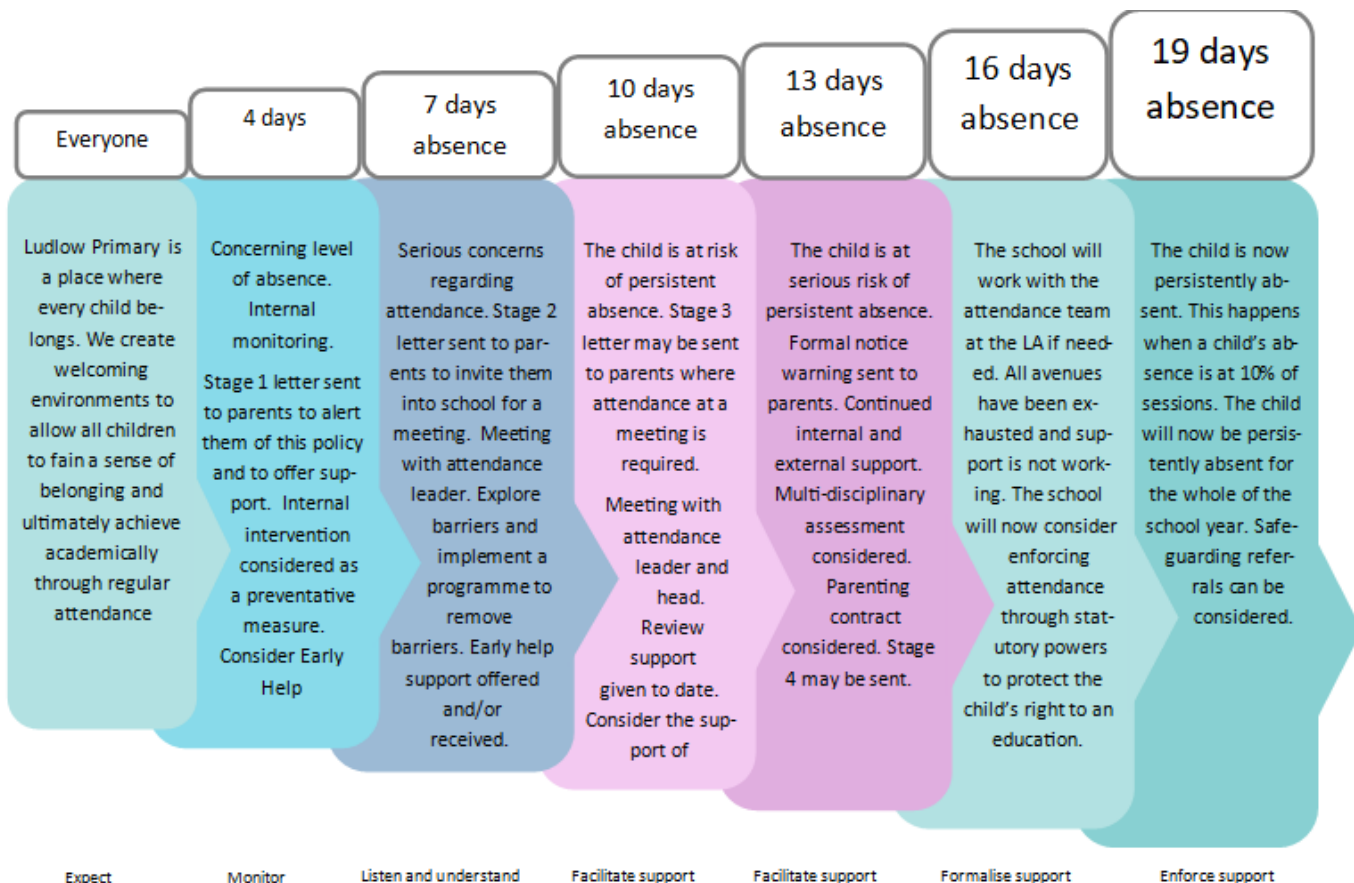 Everyone
Ludlow Primary is
a place where
every child be-
longs. We create
welcoming
environments to
allow all children
to fain a sense of
belonging and
ultimately achieve
academically
through regular
attendance
Expect
4 days
Concerning level
of absence.
Internal
monitoring.
Stage 1 letter sent
to parents to alert
them of this policy
and to offer sup-
port. Internal
intervention
considered as
a preventative
measure.
Consider Early
Help
Monitor
7 days
absence
Serious concerns
regarding
attendance. Stage 2
letter sent to par-
ents to invite them
into school for a
meeting. Meeting
with attendance
leader. Explore
barriers and
implement a
programme to
remove
barriers. Early help
support offered
and/or
received.
Listen and understand
10 days
absence
The child is at risk
of persistent
absence. Stage 3
letter may be sent
to parents where
attendance at a
meeting is
required.
Meeting with
attendance
leader and
head.
Review
support
given to date.
Consider the sup-
port of
Facilitate support
13 days
absence
The child is at
serious risk of
persistent absence.
Formal notice
warning sent to
parents. Continued
internal and
external support.
Multi-disciplinary
assessment
considered.
Parenting
contract
considered. Stage
4 may be sent.
Facilitate support
16 days
absence
The school will
work with the
attendance team
at the LA if need-
ed. All avenues
have been ex-
hausted and sup-
port is not work-
ing. The school
will now consider
enforcing
attendance
through stat-
utory powers
to protect the
child's right to an
education.
Formalise support
19 days
absence
The child is now
persistently ab-
sent. This happens
when a child's ab-
sence is at 10% of
sessions. The child
will now be persis-
tently absent for
the whole of the
school year. Safe-
guarding refer-
rals can be
considered.
Enforce support